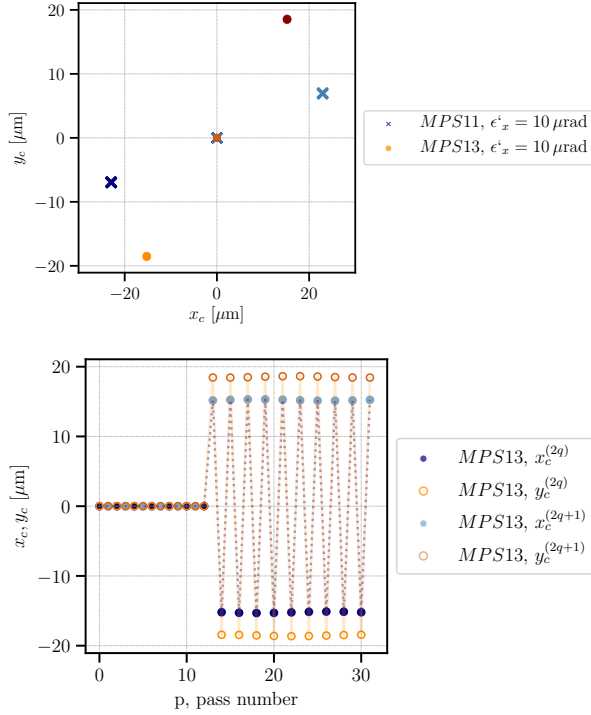 20
10
0
−10
−20
y_c [μm]
−20 0 20
x_c [μm]
MPS11, ϵ‘_x = 10 μrad
MPS13, ϵ‘_x = 10 μrad
20
10
0
−10
−20
x_c, y_c [μm]
0 10 20 30
p, pass number
MPS13, x_c^(2q)
MPS13, y_c^(2q)
MPS13, x_c^(2q+1)
MPS13, y_c^(2q+1)